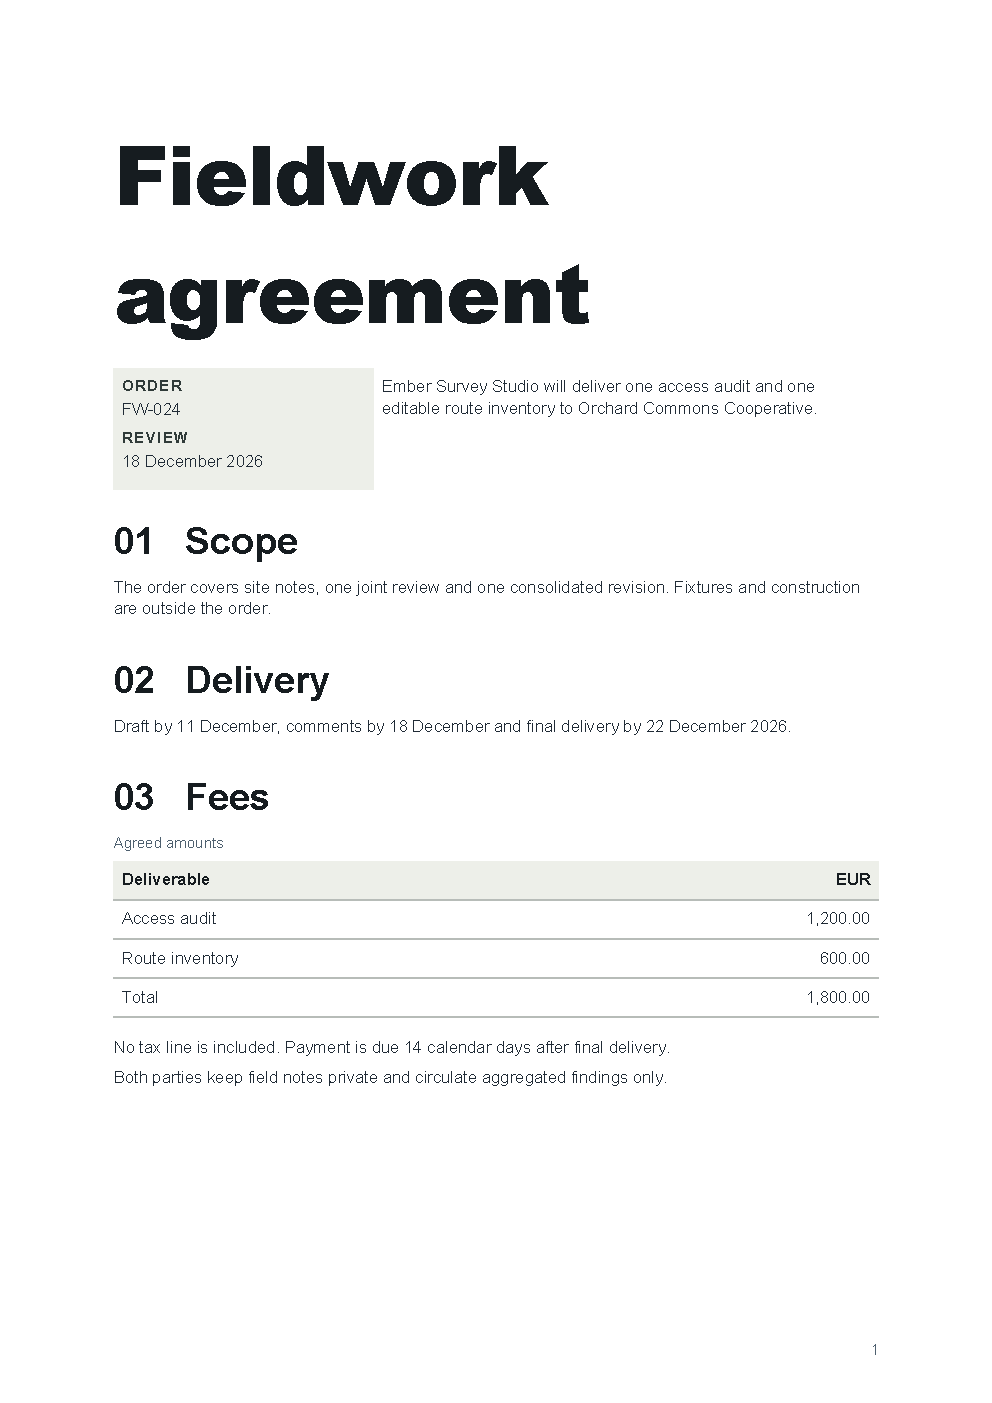 Fieldwork
agreement
ORDER
FW-024
REVIEW
18 December 2026
Ember Survey Studio will deliver one access audit and one
editable route inventory to Orchard Commons Cooperative.
01 Scope
The order covers site notes, one joint review and one consolidated revision. Fixtures and construction
are outside the order.
02 Delivery
Draft by 11 December, comments by 18 December and final delivery by 22 December 2026.
03 Fees
Agreed amounts
Deliverable EUR
Access audit 1,200.00
Route inventory 600.00
Total 1,800.00
No tax line is included. Payment is due 14 calendar days after final delivery.
Both parties keep field notes private and circulate aggregated findings only.
1